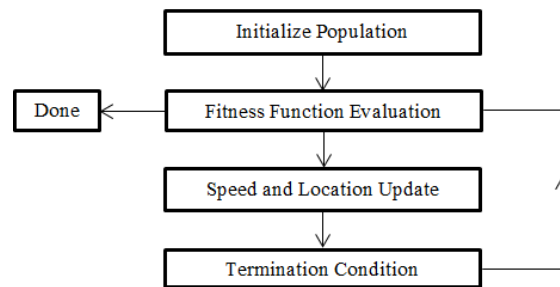 Initialize Population
Done
Fitness Function Evaluation
Speed and Location Update
Termination Condition